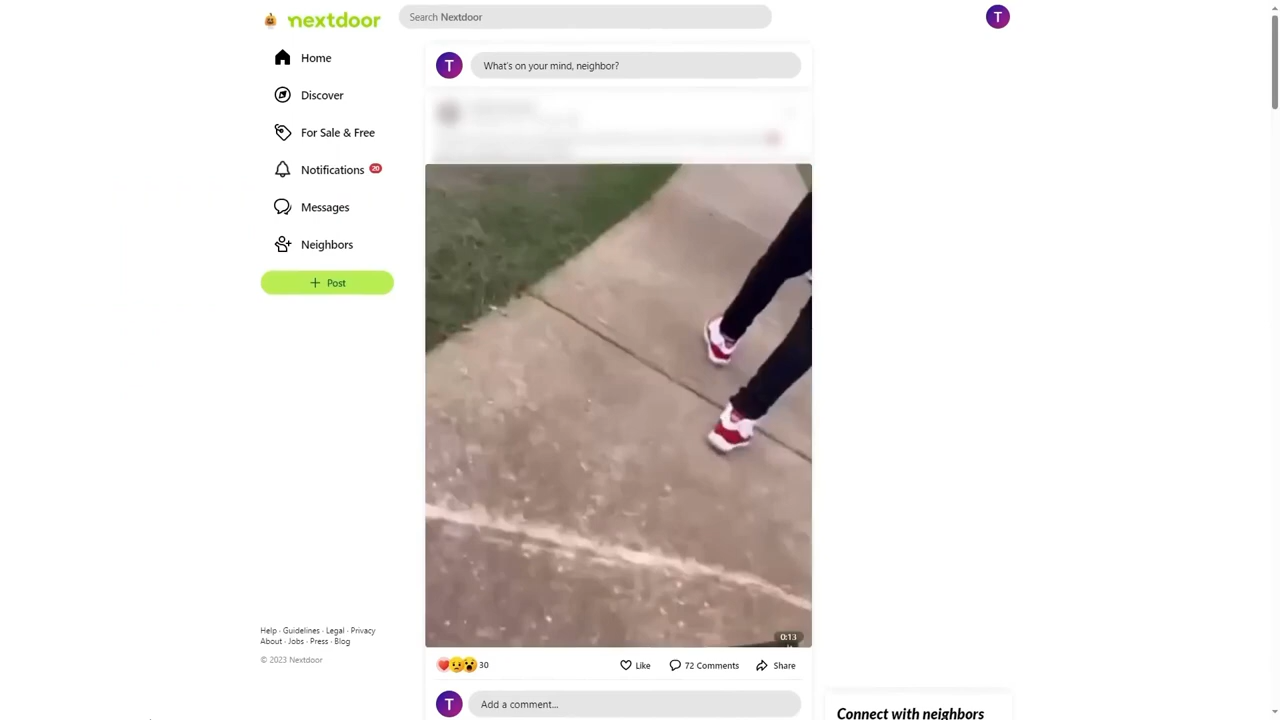 nextdoor
Search Nextdoor
T
Home
Discover
For Sale & Free
Notifications 20
Messages
Neighbors
+ Post
T
What's on your mind, neighbor?
0:13
30
Like
72 Comments
Share
T
Add a comment...
Help · Guidelines · Legal · Privacy
About · Jobs · Press · Blog
© 2023 Nextdoor
Connect with neighbors